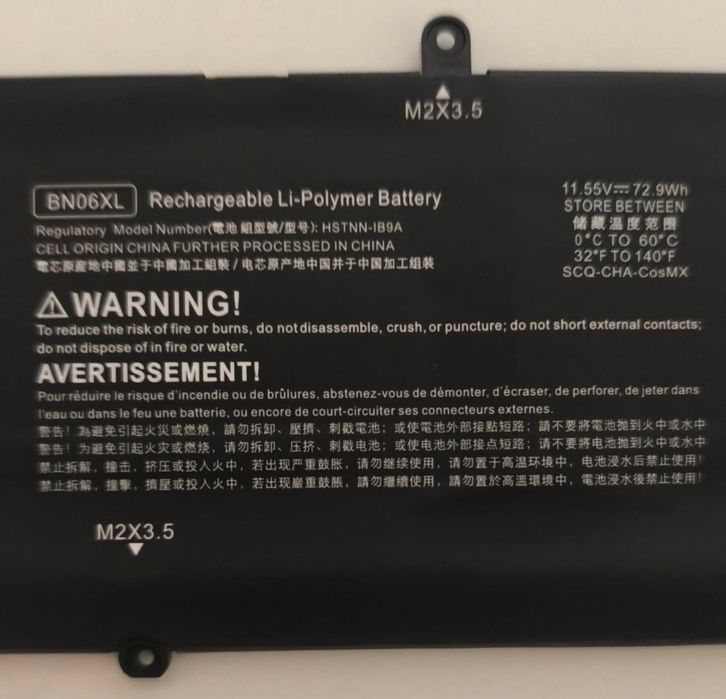 M2X3.5
BN06XL Rechargeable Li-Polymer Battery
Regulatory Model Number(電池組型號/型号): HSTNN-IB9A
CELL ORIGIN CHINA FURTHER PROCESSED IN CHINA
電芯原產地中國並于中國加工組裝 / 电芯原产地中国并于中国加工组装
11.55V⎓72.9Wh
STORE BETWEEN
储藏温度范围
0°C TO 60°C
32°F TO 140°F
SCQ-CHA-CosMX
⚠WARNING!
To reduce the risk of fire or burns, do not disassemble, crush, or puncture; do not short external contacts;
do not dispose of in fire or water.
AVERTISSEMENT!
Pour réduire le risque d'incendie ou de brûlures, abstenez-vous de démonter, d'écraser, de perforer, de jeter dans
l'eau ou dans le feu une batterie, ou encore de court-circuiter ses connecteurs externes.
警告! 為避免引起火災或燃燒, 請勿拆卸、壓擠、刺戳電池; 或使電池外部接點短路; 請不要將電池拋到火中或水中
警告! 为避免引起火灾或燃烧, 请勿拆卸、压挤、刺戳电池; 或使电池外部接点短路; 请不要将电池抛到火中或水中
禁止拆解, 撞击, 挤压或投入火中, 若出现严重鼓胀, 请勿继续使用, 请勿置于高温环境中, 电池浸水后禁止使用!
禁止拆解, 撞擊, 擠壓或投入火中, 若出現嚴重鼓脹, 請勿繼續使用, 請勿置於高溫環境中, 電池浸水後禁止使用!
M2X3.5